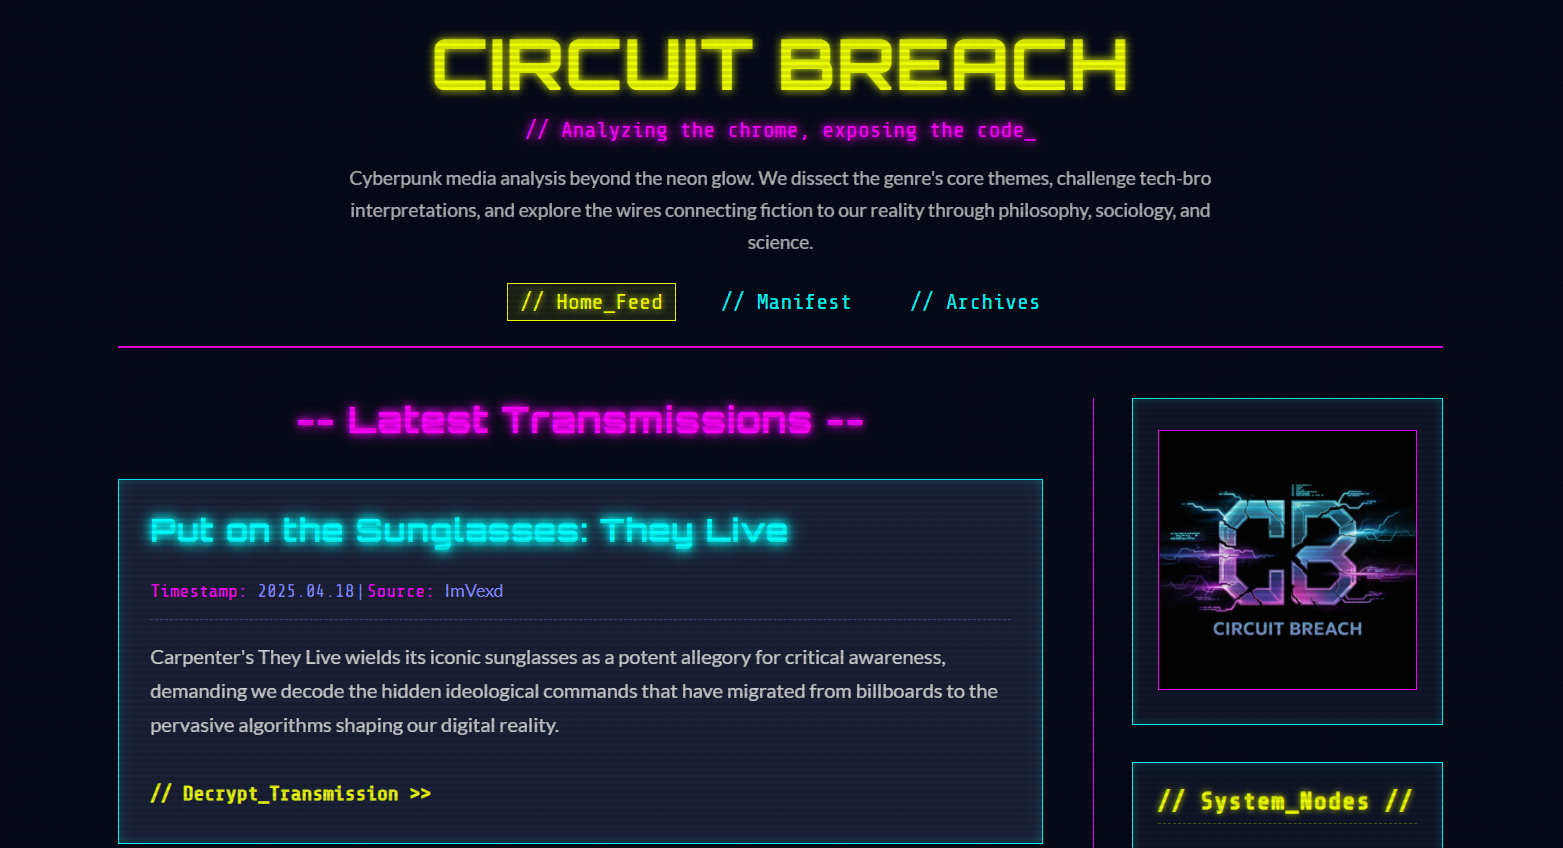 CIRCUIT BREACH
// Analyzing the chrome, exposing the code_
Cyberpunk media analysis beyond the neon glow. We dissect the genre's core themes, challenge tech-bro
interpretations, and explore the wires connecting fiction to our reality through philosophy, sociology, and
science.
// Home_Feed
// Manifest
// Archives
-- Latest Transmissions --
Put on the Sunglasses: They Live
Timestamp: 2025.04.18 | Source: ImVexd
Carpenter's They Live wields its iconic sunglasses as a potent allegory for critical awareness,
demanding we decode the hidden ideological commands that have migrated from billboards to the
pervasive algorithms shaping our digital reality.
// Decrypt_Transmission >>
CB
CIRCUIT BREACH
// System_Nodes //